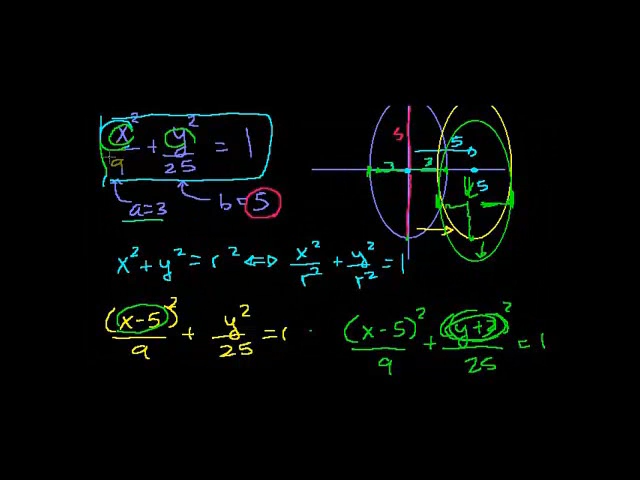 x²/9 + y²/25 = 1
a=3 b=5
x² + y² = r² ⇔ x²/r² + y²/r² = 1
(x-5)²/9 + y²/25 = 1
(x-5)²/9 + (y+2)²/25 = 1
5
5
3 3
5